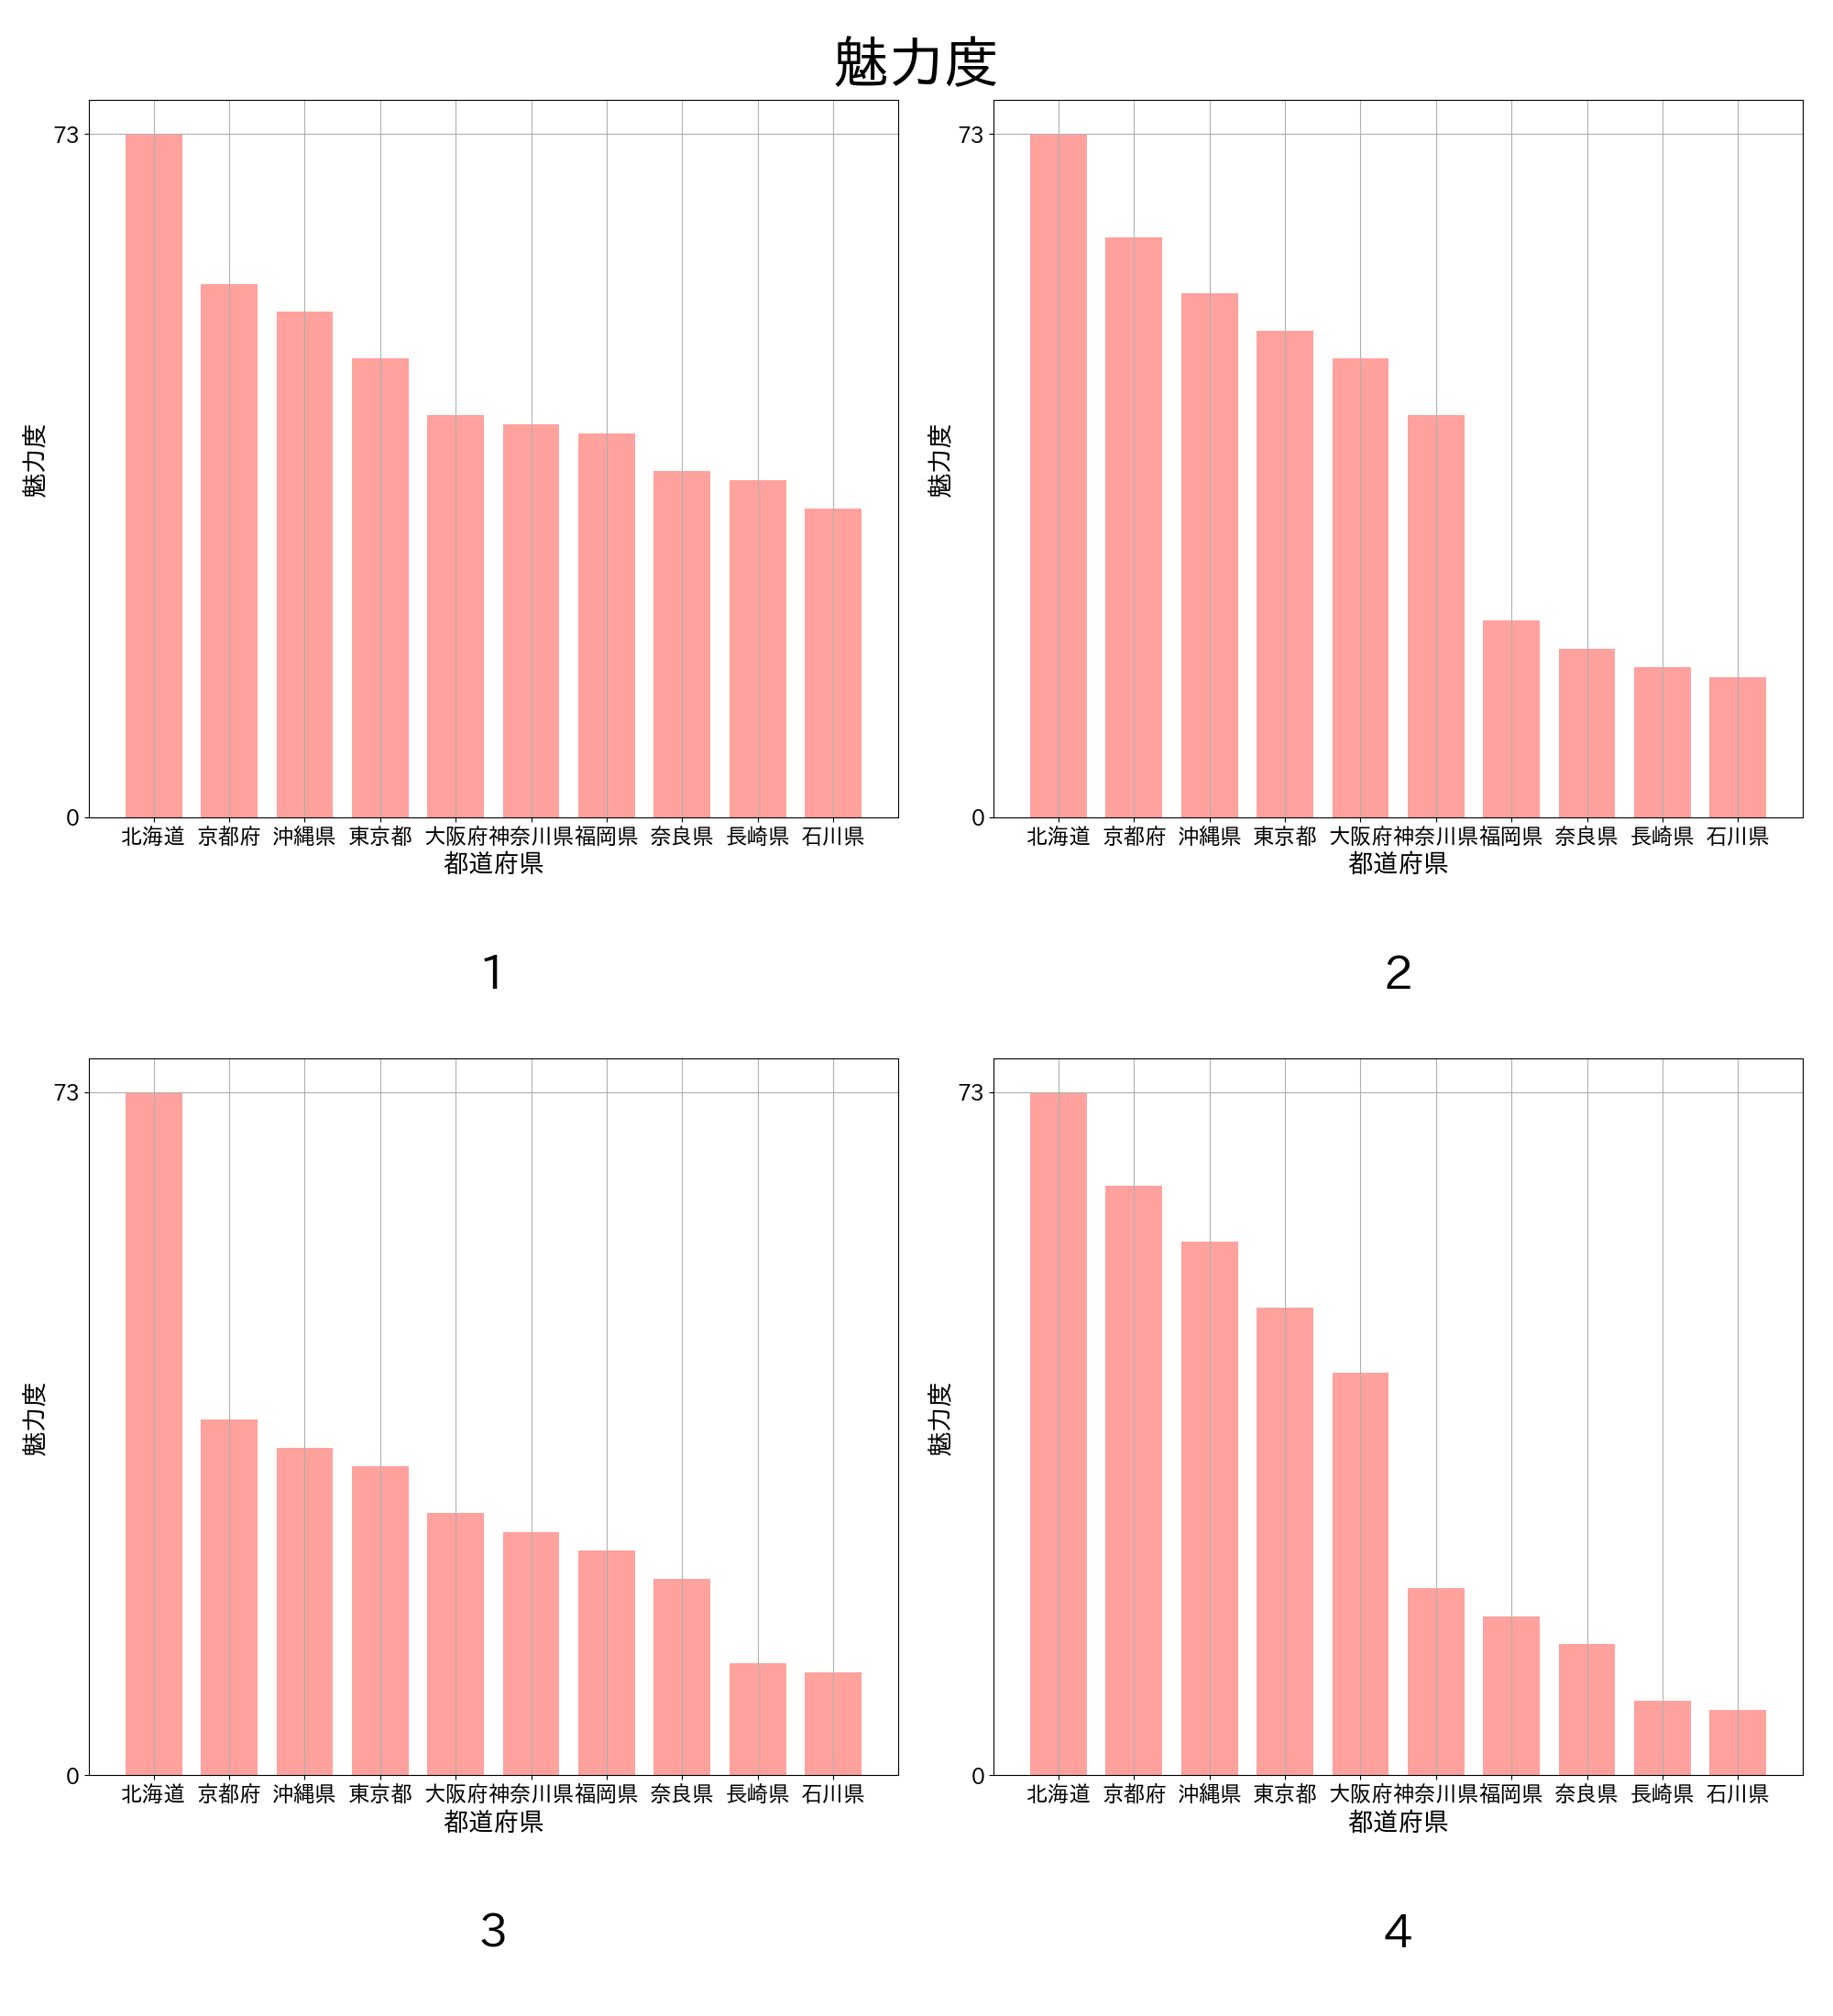 魅力度
73
0
魅力度
北海道 京都府 沖縄県 東京都 大阪府 神奈川県 福岡県 奈良県 長崎県 石川県
都道府県
1
73
0
魅力度
北海道 京都府 沖縄県 東京都 大阪府 神奈川県 福岡県 奈良県 長崎県 石川県
都道府県
2
73
0
魅力度
北海道 京都府 沖縄県 東京都 大阪府 神奈川県 福岡県 奈良県 長崎県 石川県
都道府県
3
73
0
魅力度
北海道 京都府 沖縄県 東京都 大阪府 神奈川県 福岡県 奈良県 長崎県 石川県
都道府県
4